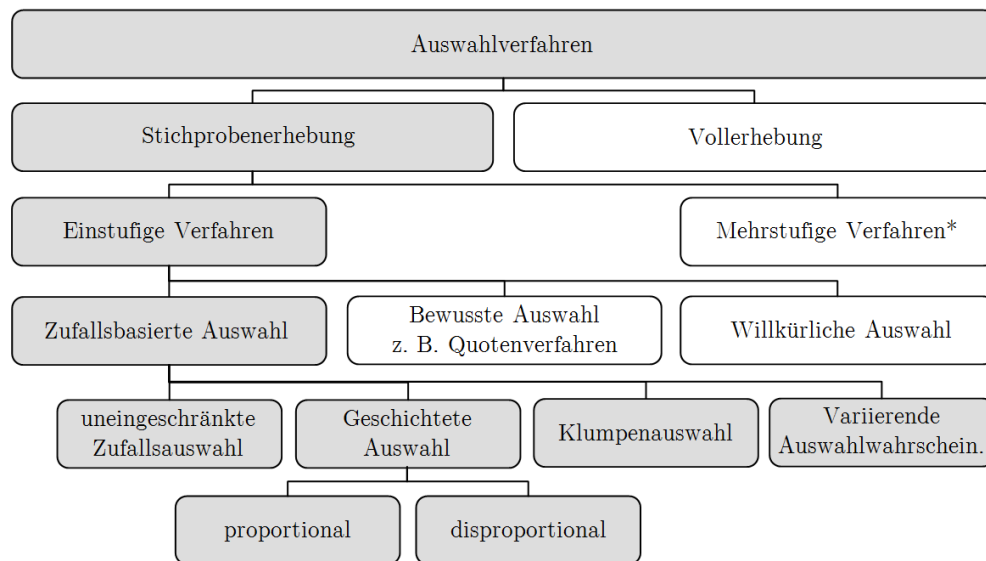 Auswahlverfahren
Stichprobenerhebung
Vollerhebung
Einstufige Verfahren
Mehrstufige Verfahren*
Zufallsbasierte Auswahl
Bewusste Auswahl
z. B. Quotenverfahren
Willkürliche Auswahl
uneingeschränkte
Zufallsauswahl
Geschichtete
Auswahl
Klumpenauswahl
Variierende
Auswahlwahrschein.
proportional
disproportional